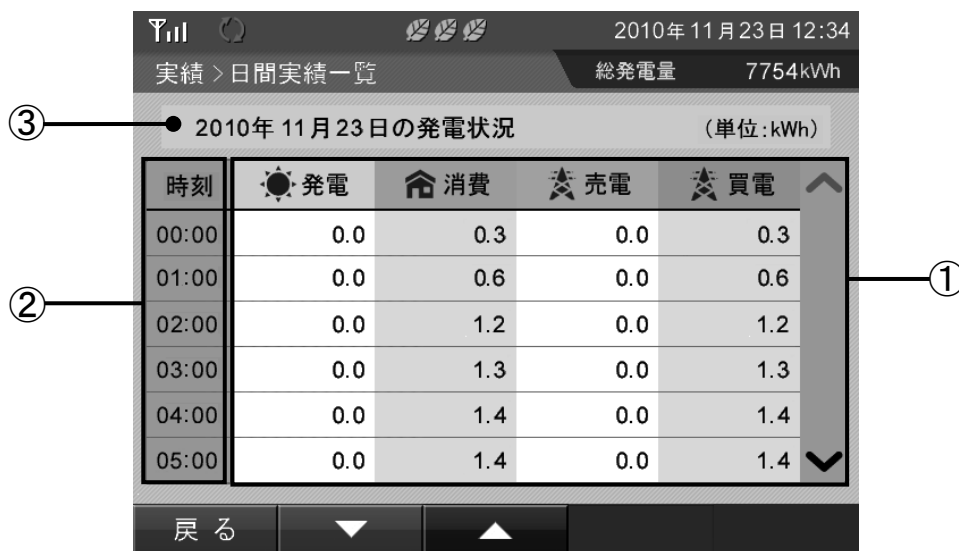 2010年11月23日 12:34
実績＞日間実績一覧 総発電量 7754kWh
③ 2010年11月23日の発電状況 (単位:kWh)
時刻 発電 消費 売電 買電
00:00 0.0 0.3 0.0 0.3
①
01:00 0.0 0.6 0.0 0.6
②
02:00 0.0 1.2 0.0 1.2
03:00 0.0 1.3 0.0 1.3
04:00 0.0 1.4 0.0 1.4
05:00 0.0 1.4 0.0 1.4
戻る